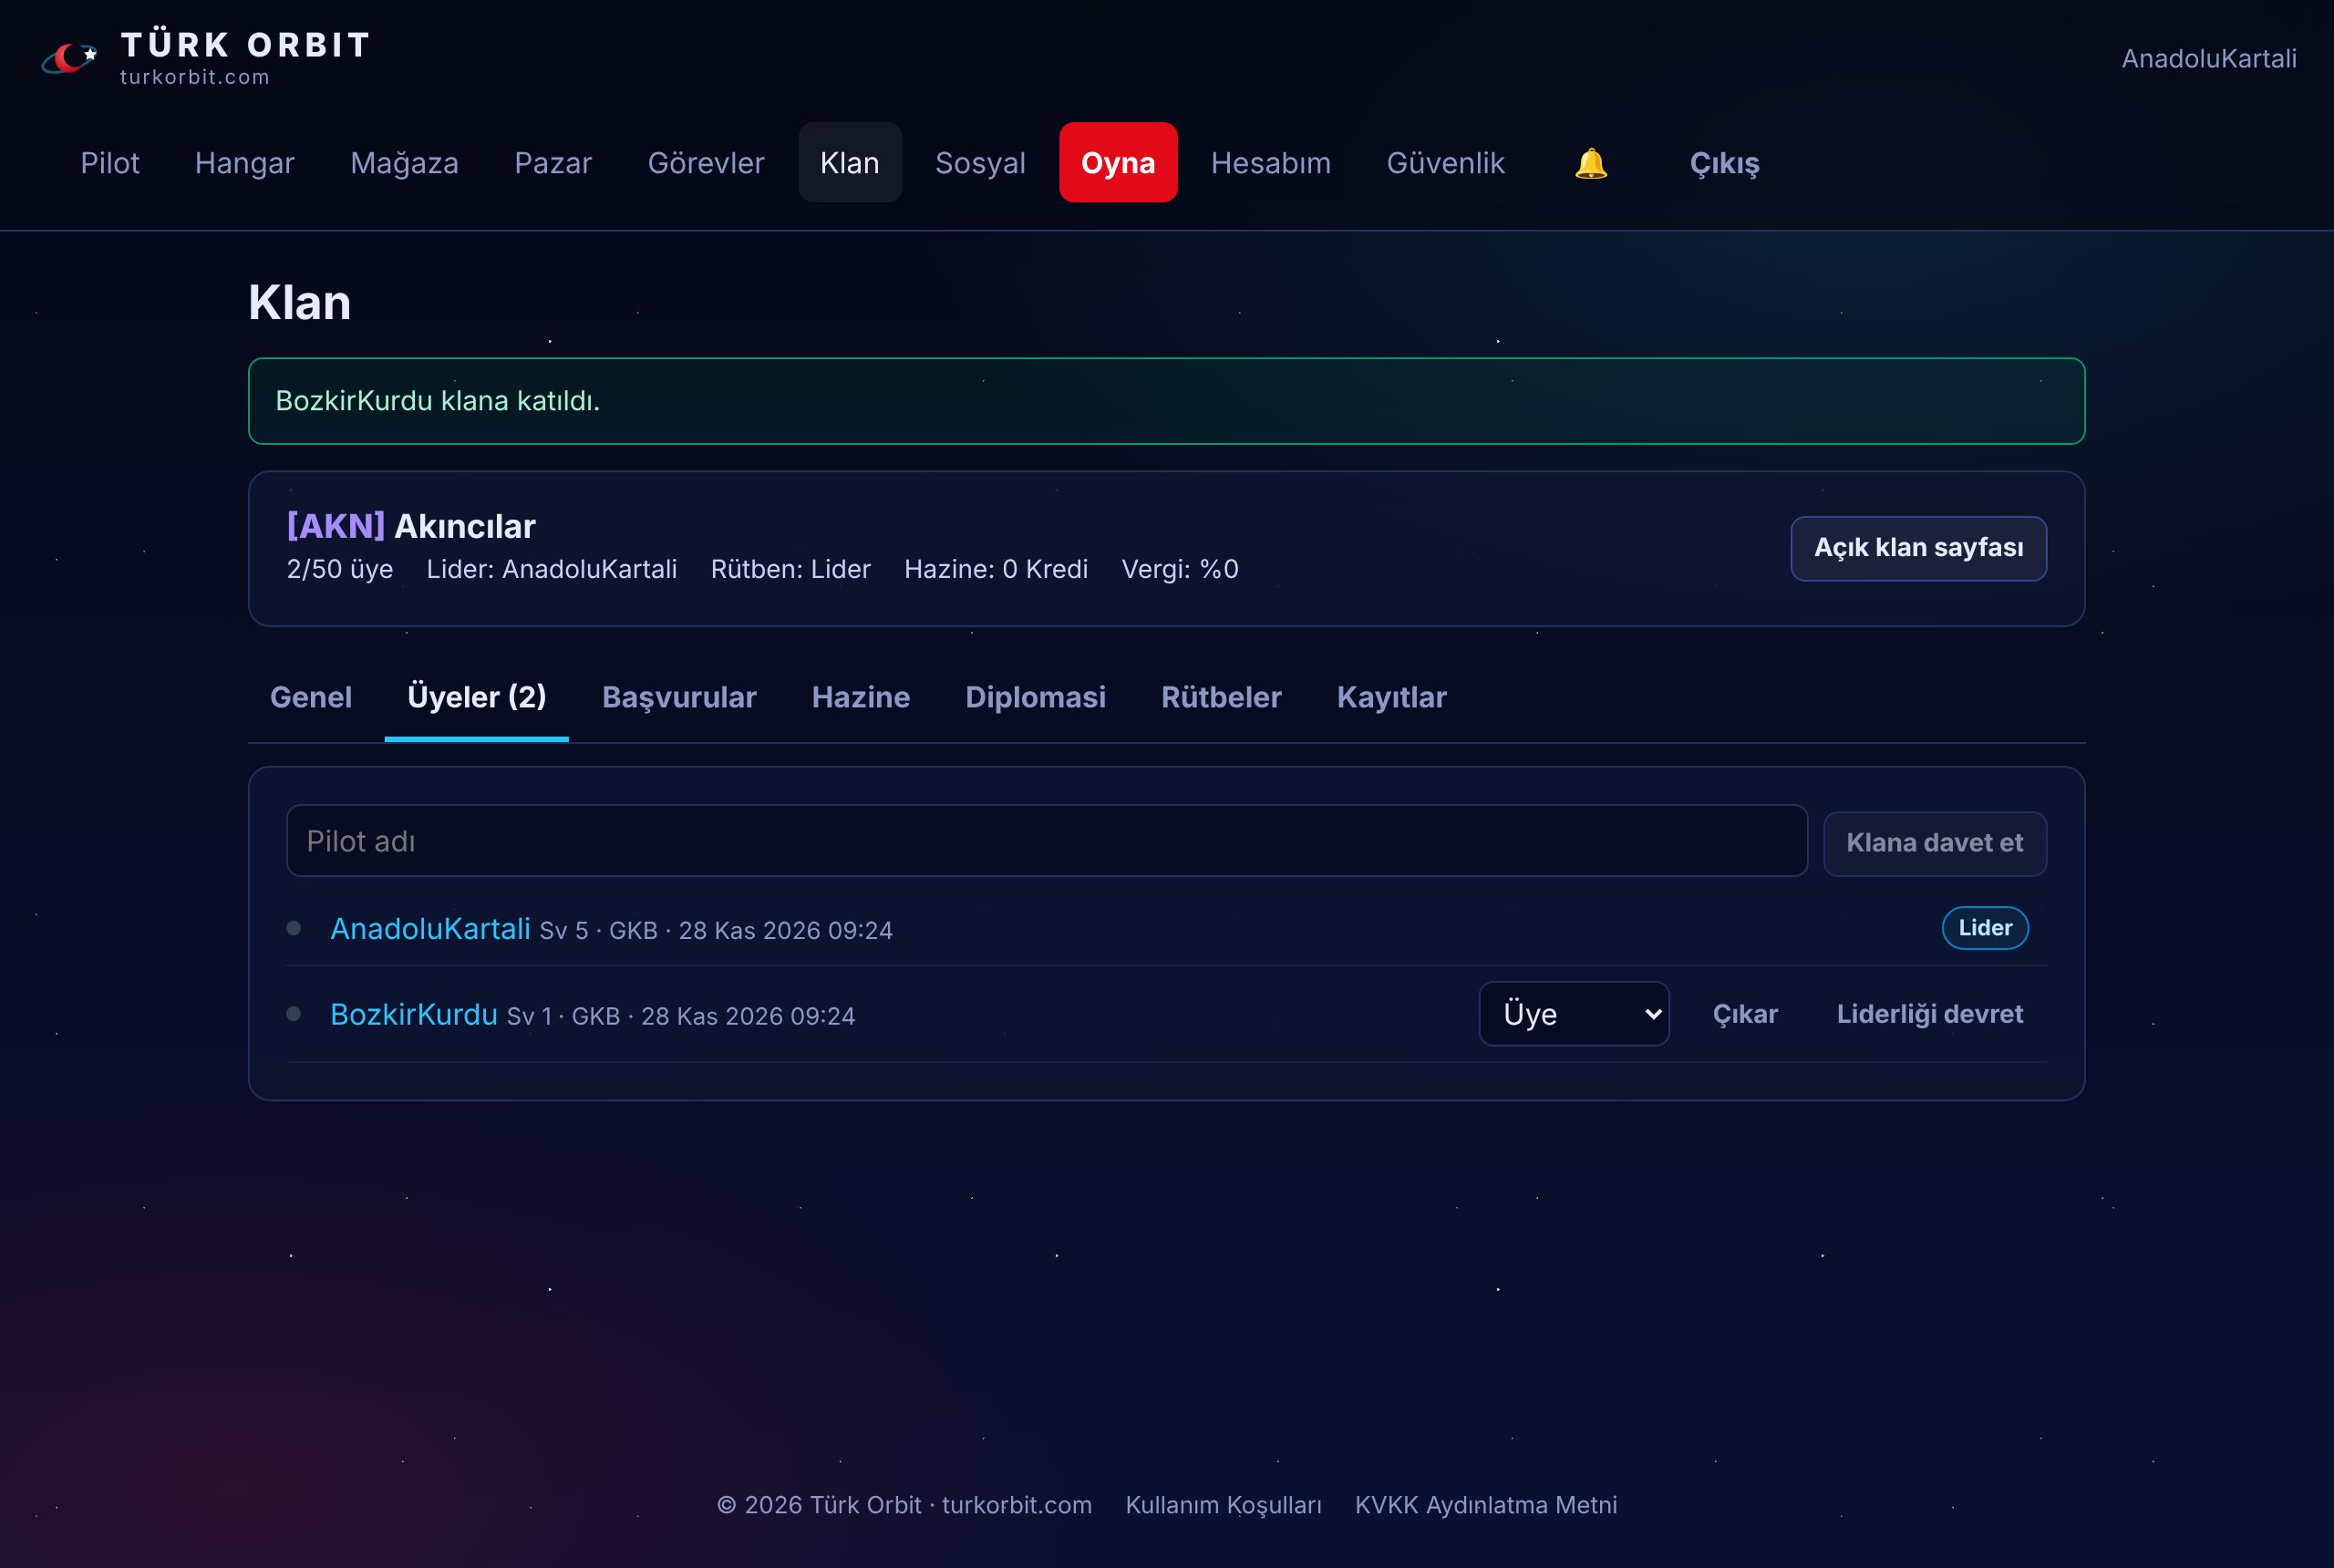 TÜRK ORBIT
turkorbit.com
AnadoluKartali
Pilot Hangar Mağaza Pazar Görevler Klan Sosyal Oyna Hesabım Güvenlik 🔔 Çıkış
Klan
BozkirKurdu klana katıldı.
[AKN] Akıncılar
2/50 üye Lider: AnadoluKartali Rütben: Lider Hazine: 0 Kredi Vergi: %0
Açık klan sayfası
Genel Üyeler (2) Başvurular Hazine Diplomasi Rütbeler Kayıtlar
Pilot adı Klana davet et
AnadoluKartali Sv 5 · GKB · 28 Kas 2026 09:24 Lider
BozkirKurdu Sv 1 · GKB · 28 Kas 2026 09:24 Üye Çıkar Liderliği devret
© 2026 Türk Orbit · turkorbit.com Kullanım Koşulları KVKK Aydınlatma Metni